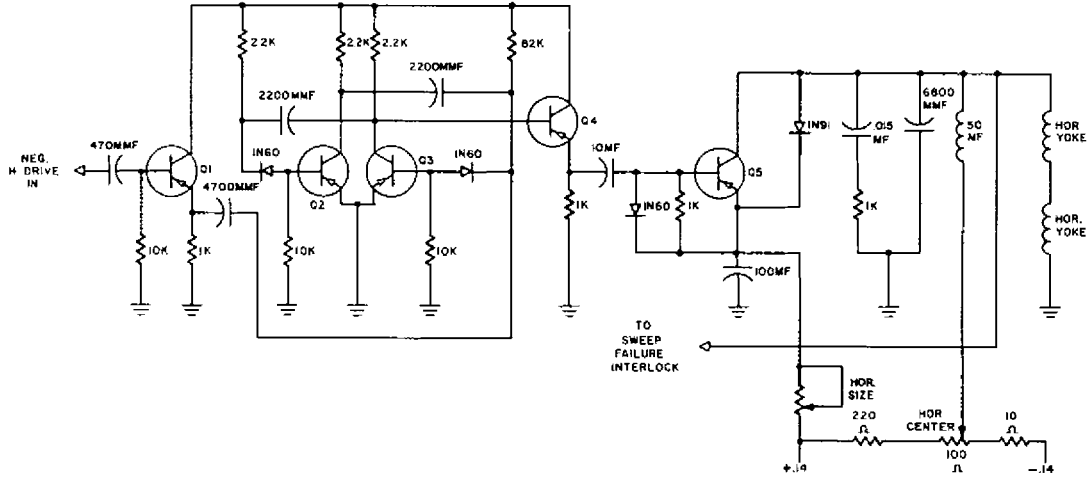 2.2K
2.2K
2.2K
82K
2200MMF
2200MMF
Q4
470MMF
NEG.
H DRIVE
IN
Q1
1N60
Q2
Q3
1N60
4700MMF
10K
1K
10K
10K
1K
10MF
1N60
1K
Q5
100MF
1N91
.015
MF
1K
6800
MMF
50
MF
HOR
YOKE
HOR.
YOKE
TO
SWEEP
FAILURE
INTERLOCK
HOR.
SIZE
220
Ω
HOR
CENTER
100
Ω
10
Ω
+.14
-.14